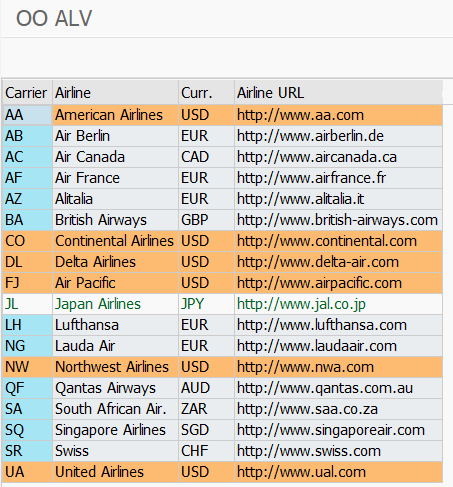 OO ALV
Carrier Airline Curr. Airline URL
AA American Airlines USD http://www.aa.com
AB Air Berlin EUR http://www.airberlin.de
AC Air Canada CAD http://www.aircanada.ca
AF Air France EUR http://www.airfrance.fr
AZ Alitalia EUR http://www.alitalia.it
BA British Airways GBP http://www.british-airways.com
CO Continental Airlines USD http://www.continental.com
DL Delta Airlines USD http://www.delta-air.com
FJ Air Pacific USD http://www.airpacific.com
JL Japan Airlines JPY http://www.jal.co.jp
LH Lufthansa EUR http://www.lufthansa.com
NG Lauda Air EUR http://www.laudaair.com
NW Northwest Airlines USD http://www.nwa.com
QF Qantas Airways AUD http://www.qantas.com.au
SA South African Air. ZAR http://www.saa.co.za
SQ Singapore Airlines SGD http://www.singaporeair.com
SR Swiss CHF http://www.swiss.com
UA United Airlines USD http://www.ual.com